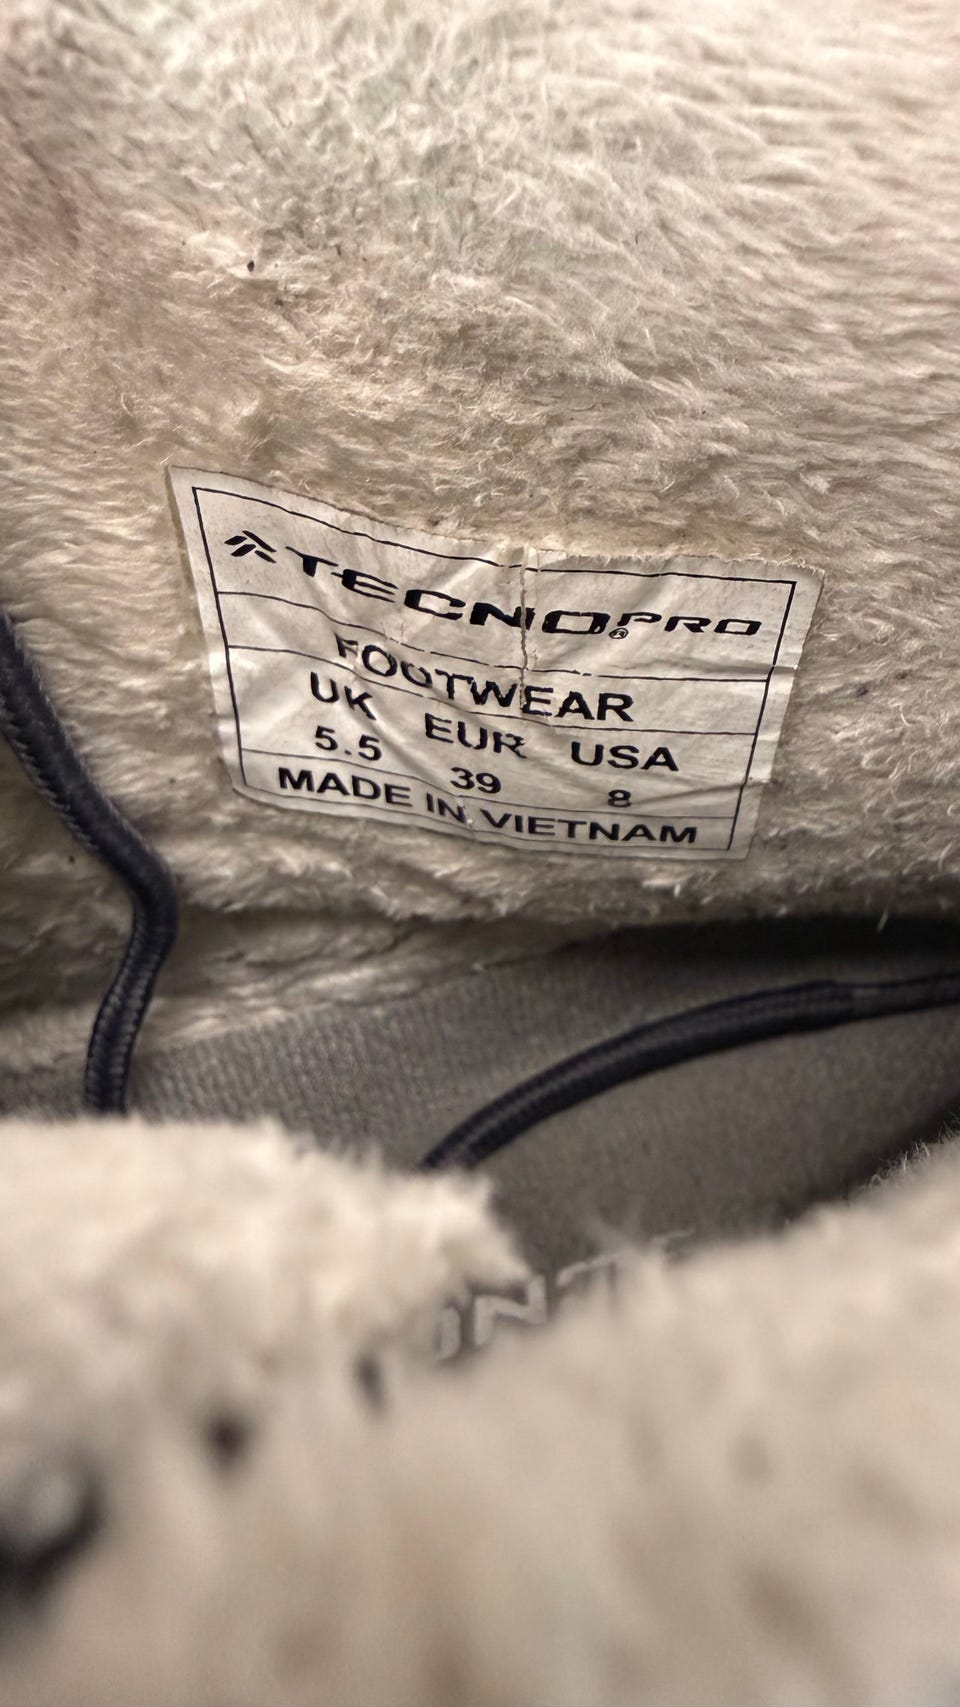 TECNOPRO®
FOOTWEAR
UK EUR USA
5.5 39 8
MADE IN VIETNAM